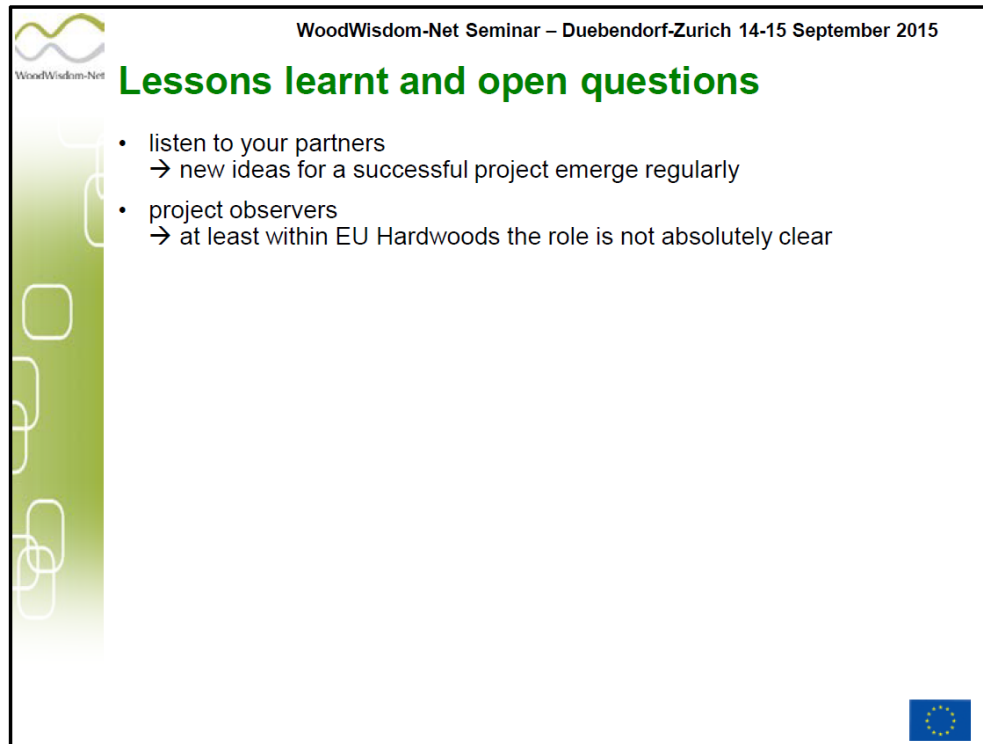 WoodWisdom-Net Seminar – Duebendorf-Zurich 14-15 September 2015
WoodWisdom-Net
Lessons learnt and open questions
• listen to your partners
→ new ideas for a successful project emerge regularly
• project observers
→ at least within EU Hardwoods the role is not absolutely clear